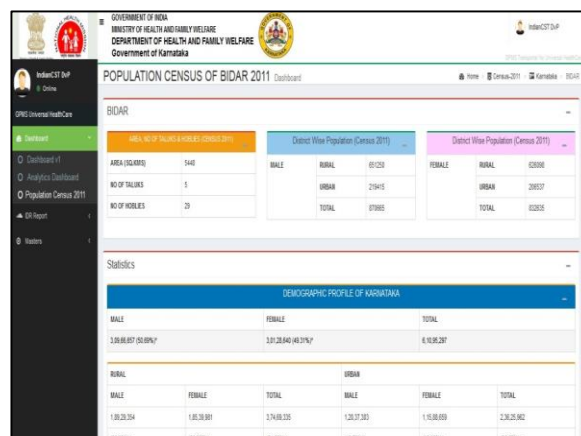 GOVERNMENT OF INDIA
MINISTRY OF HEALTH AND FAMILY WELFARE
DEPARTMENT OF HEALTH AND FAMILY WELFARE
Government of Karnataka
IndianCST DvP
IndianCST DvP
Online
GPMS Universal HealthCare
Dashboard
Dashboard v1
Analytics Dashboard
Population Census 2011
IDR Report
Masters
POPULATION CENSUS OF BIDAR 2011 Dashboard
Home Census-2011 Karnataka BIDAR
BIDAR
AREA, NO OF TALUKS & HOBLIES (CENSUS 2011)
AREA (SQ.KMS) 5448
NO OF TALUKS 5
NO OF HOBLIES 29
District Wise Population (Census 2011)
MALE RURAL 651250
URBAN 219415
TOTAL 870665
District Wise Population (Census 2011)
FEMALE RURAL
URBAN
TOTAL 832635
Statistics
DEMOGRAPHIC PROFILE OF KARNATAKA
MALE FEMALE TOTAL
3,09,66,657 (50.69%)* 3,01,28,640 (49.31%)* 6,10,95,297
RURAL URBAN
MALE FEMALE TOTAL MALE FEMALE TOTAL
1,89,29,354 1,85,39,981 3,74,69,335 1,20,37,303 1,15,88,659 2,36,25,962